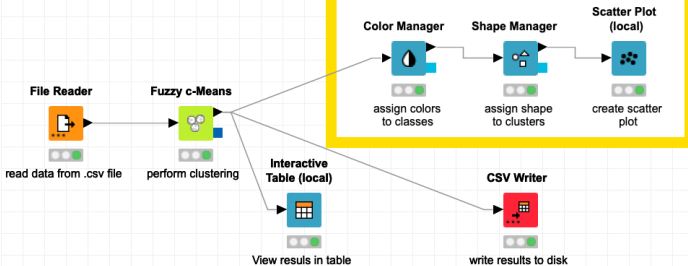 Scatter Plot
(local)
Color Manager
Shape Manager
assign colors
to classes
assign shape
to clusters
create scatter
plot
File Reader
Fuzzy c-Means
read data from .csv file
perform clustering
Interactive
Table (local)
CSV Writer
View resuls in table
write results to disk